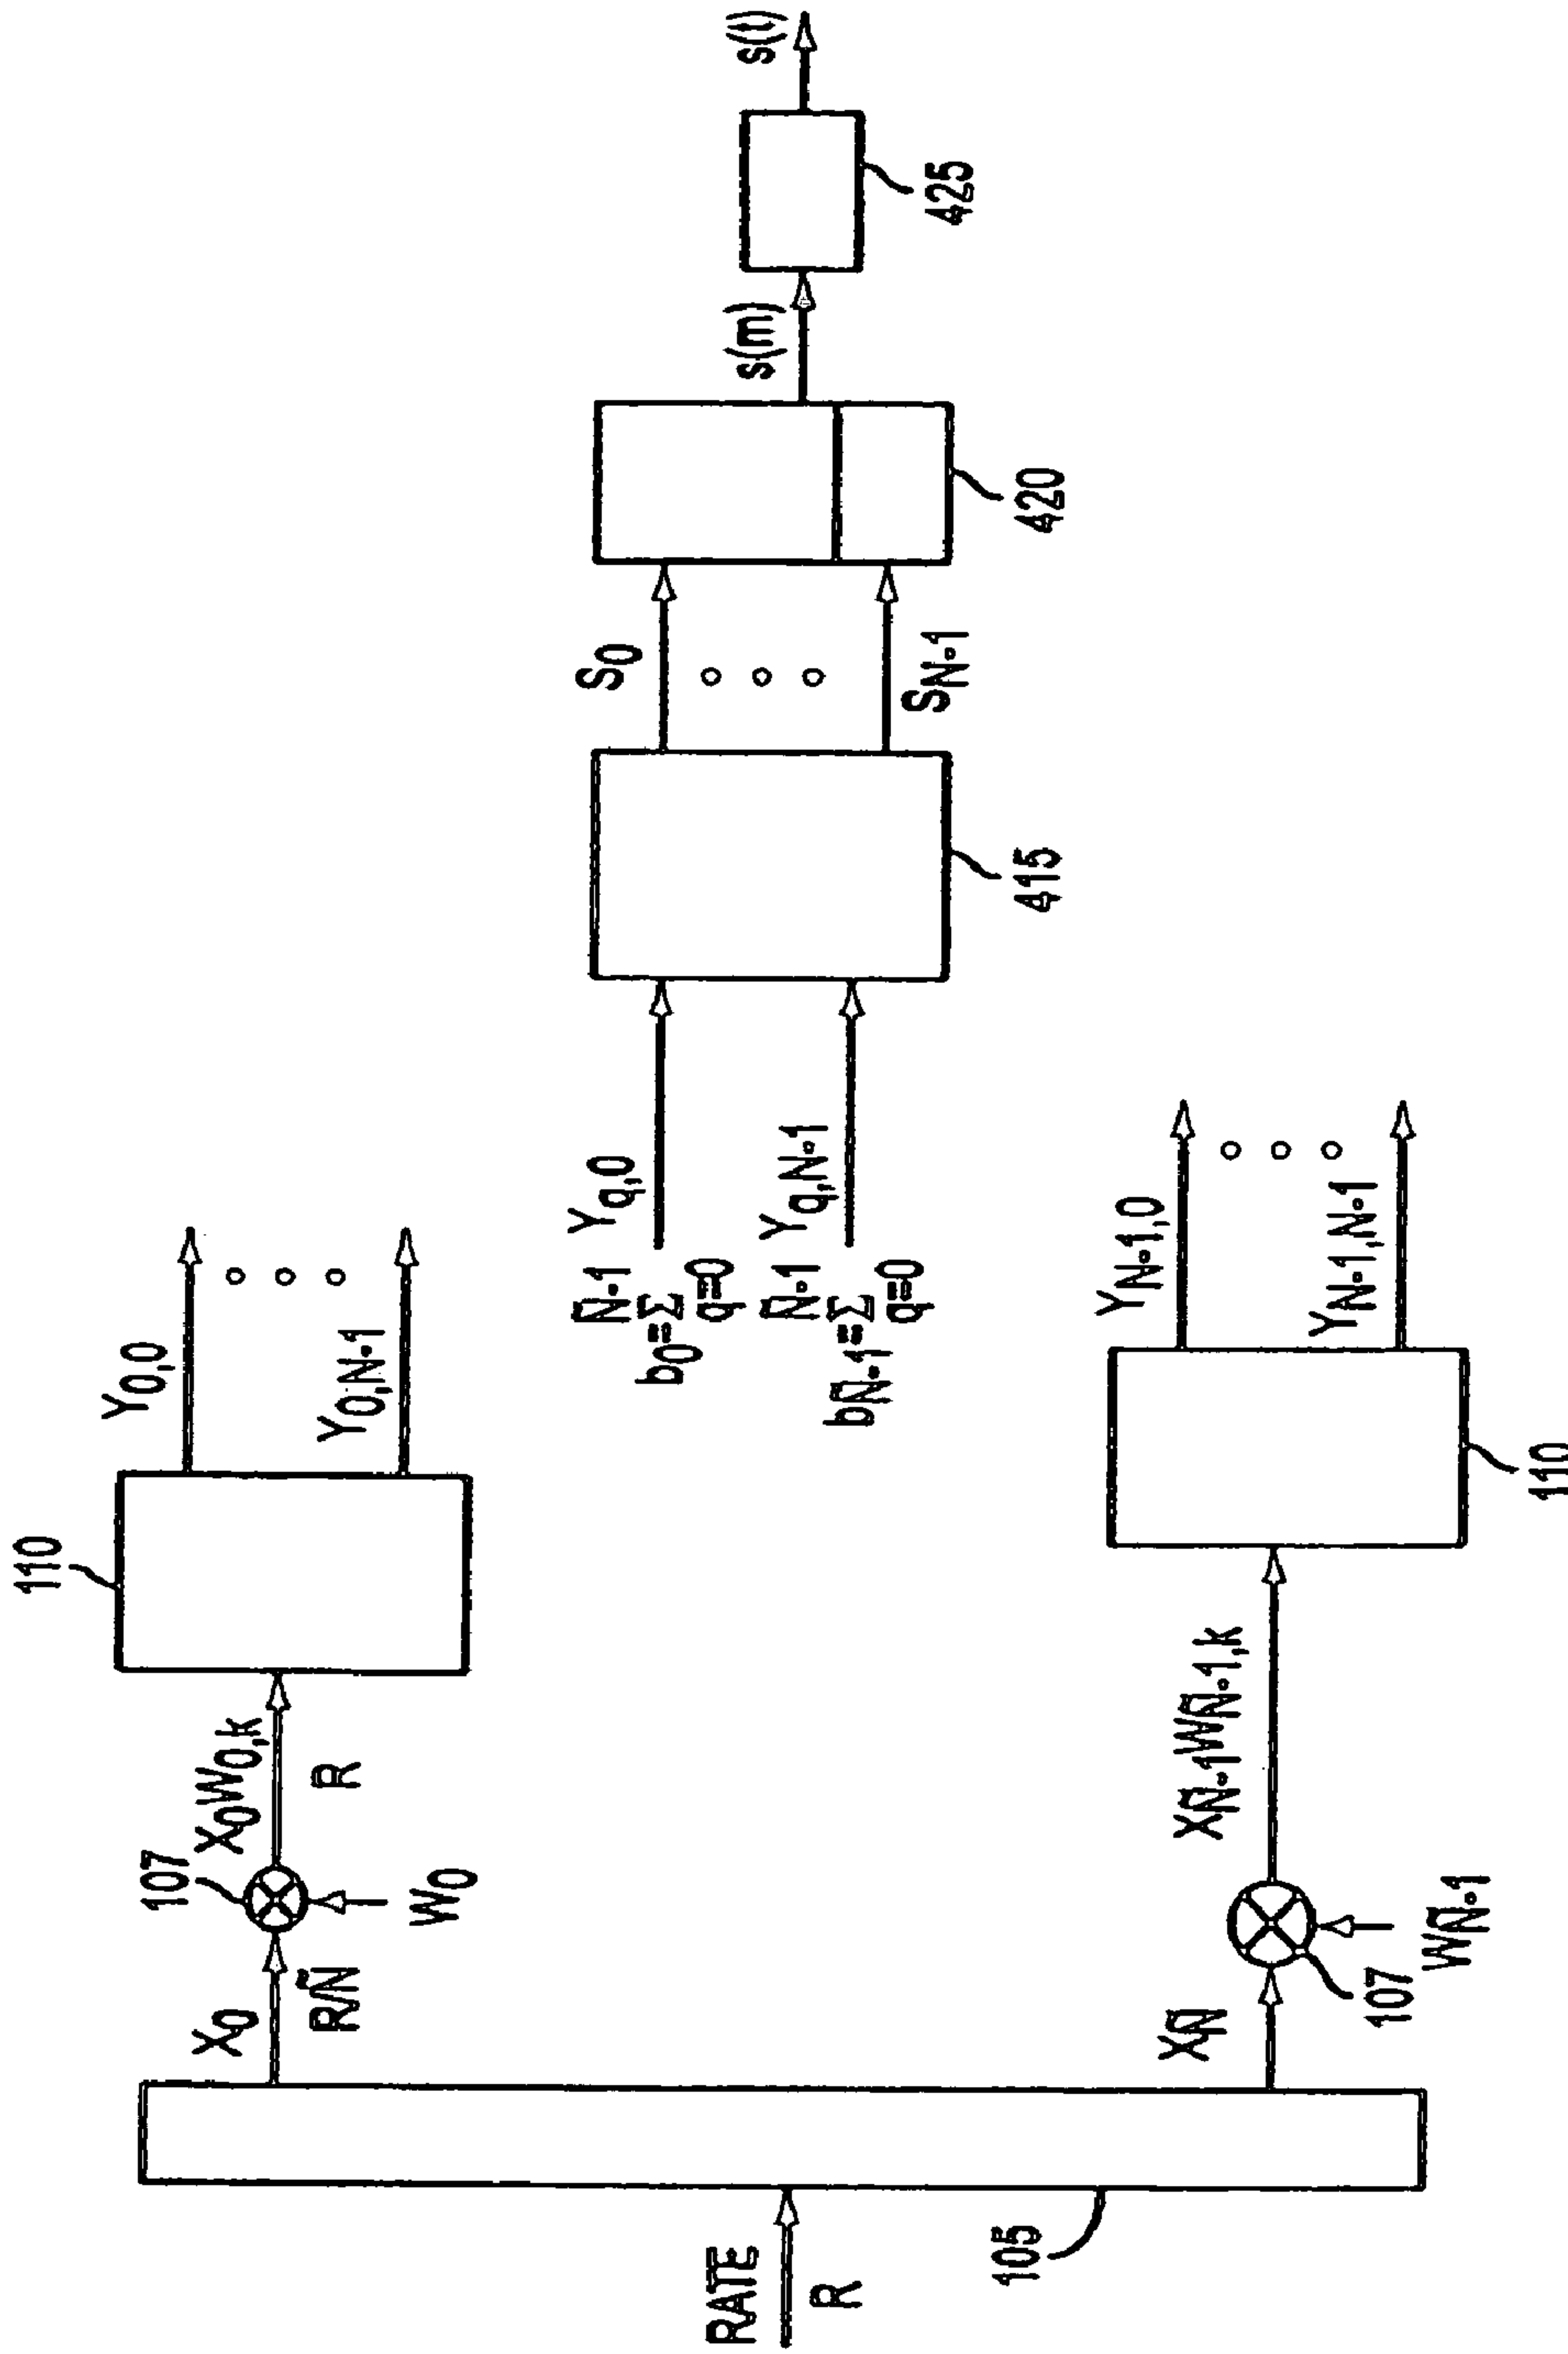 RATE
R
105
X0
R/Ñ
107
W0
X0W0,k
R
110
Y0,0
Y0,N-1
XÑ
107
WÑ-1
XÑ-1WÑ-1,k
110
YN-1,0
YN-1,N-1
Ñ-1
b0=Σ Yq,0
q=0
Ñ-1
bÑ-1=Σ Yq,N-1
q=0
415
S0
SN-1
420
s(m)
425
s(t)